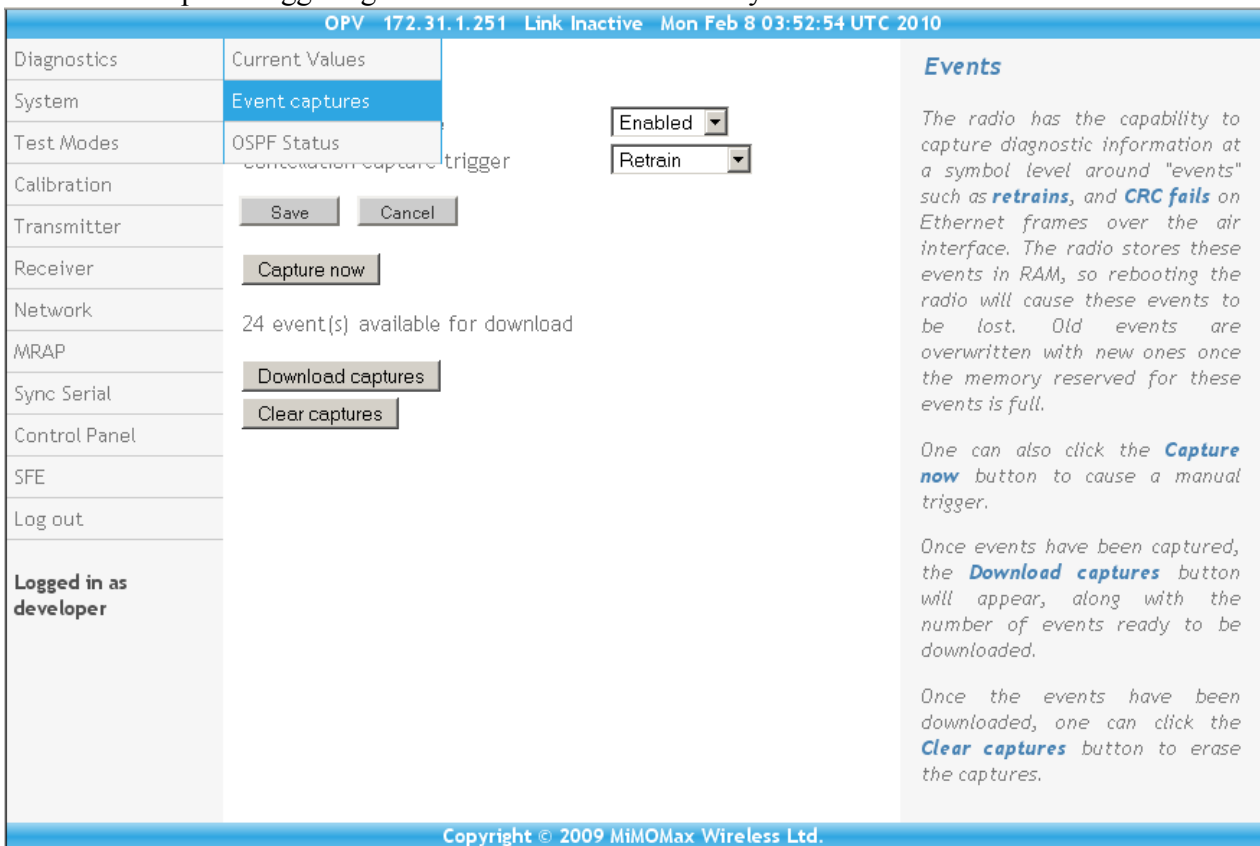 OPV 172.31.1.251 Link Inactive Mon Feb 8 03:52:54 UTC 2010
Diagnostics
System
Test Modes
Calibration
Transmitter
Receiver
Network
MRAP
Sync Serial
Control Panel
SFE
Log out
Logged in as
developer
Current Values
Event captures
OSPF Status
Enabled
capture trigger
Retrain
Save Cancel
Capture now
24 event(s) available for download
Download captures
Clear captures
Events
The radio has the capability to
capture diagnostic information at
a symbol level around "events"
such as retrains, and CRC fails on
Ethernet frames over the air
interface. The radio stores these
events in RAM, so rebooting the
radio will cause these events to
be lost. Old events are
overwritten with new ones once
the memory reserved for these
events is full.
One can also click the Capture
now button to cause a manual
trigger.
Once events have been captured,
the Download captures button
will appear, along with the
number of events ready to be
downloaded.
Once the events have been
downloaded, one can click the
Clear captures button to erase
the captures.
Copyright © 2009 MiMOMax Wireless Ltd.